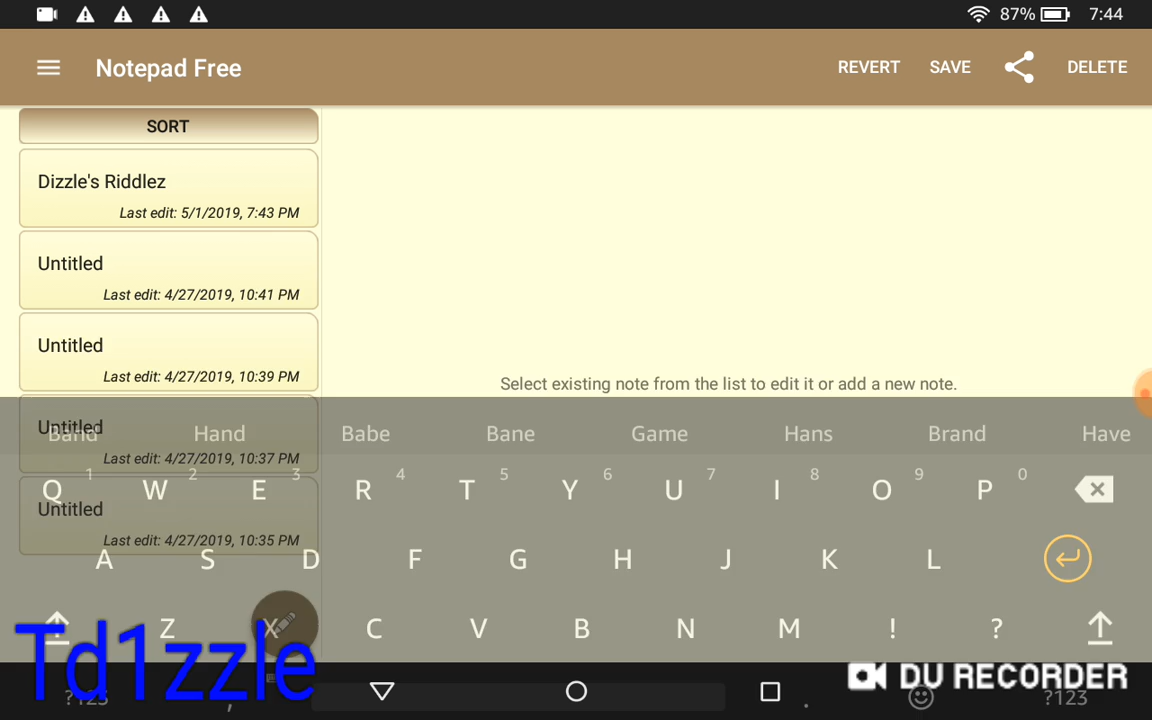 87% 7:44
Notepad Free REVERT SAVE DELETE
SORT
Dizzle's Riddlez
Last edit: 5/1/2019, 7:43 PM
Untitled
Last edit: 4/27/2019, 10:41 PM
Untitled
Last edit: 4/27/2019, 10:39 PM
Untitled
Last edit: 4/27/2019, 10:37 PM
Untitled
Last edit: 4/27/2019, 10:35 PM
Select existing note from the list to edit it or add a new note.
Band Hand Babe Bane Game Hans Brand Have
1 2 3 4 5 6 7 8 9 0
Q W E R T Y U I O P
A S D F G H J K L
Z X C V B N M ! ?
?123 , . ?123
Td1zzle
DU RECORDER